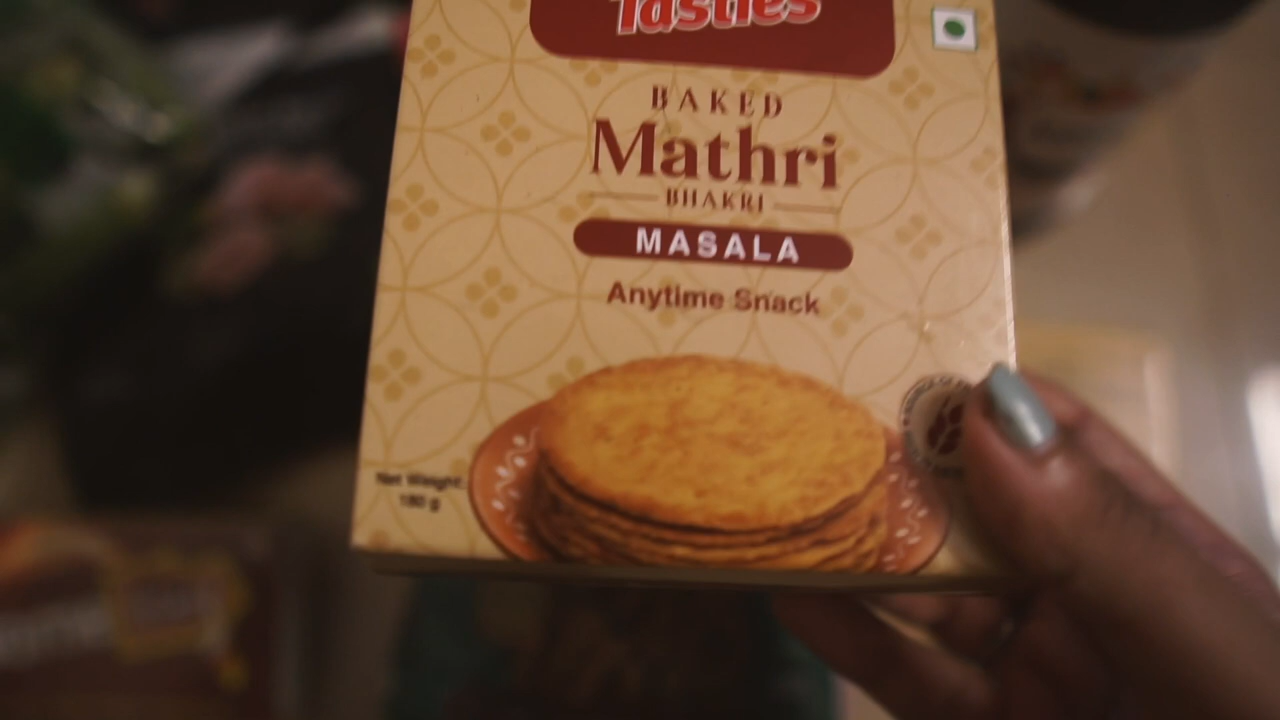 Tasties
BAKED
Mathri
BHAKRI
MASALA
Anytime Snack
Net Weight:
180 g